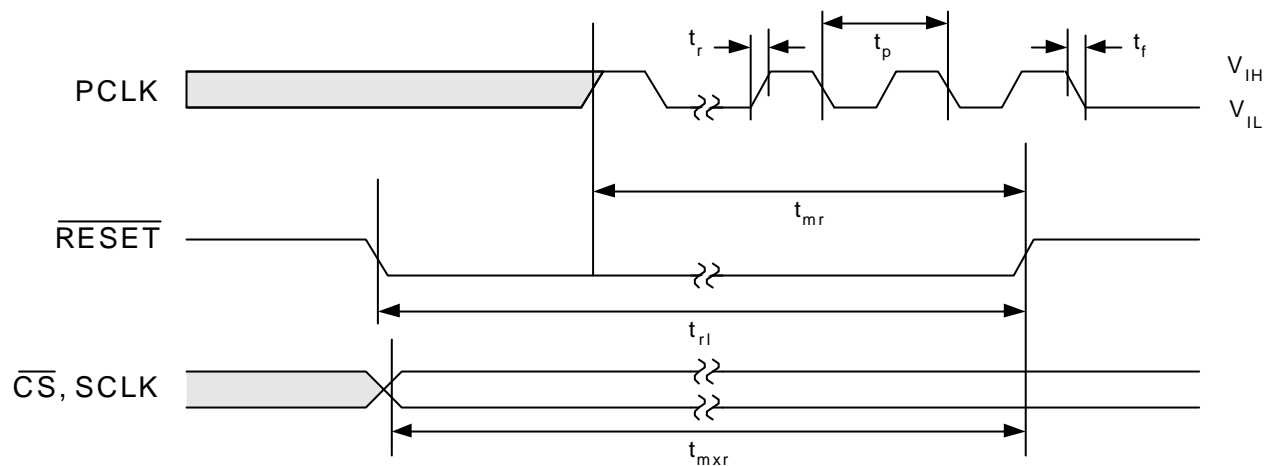 t_r
t_p
t_f
V_IH
PCLK
V_IL
t_mr
RESET
t_rl
CS, SCLK
t_mxr